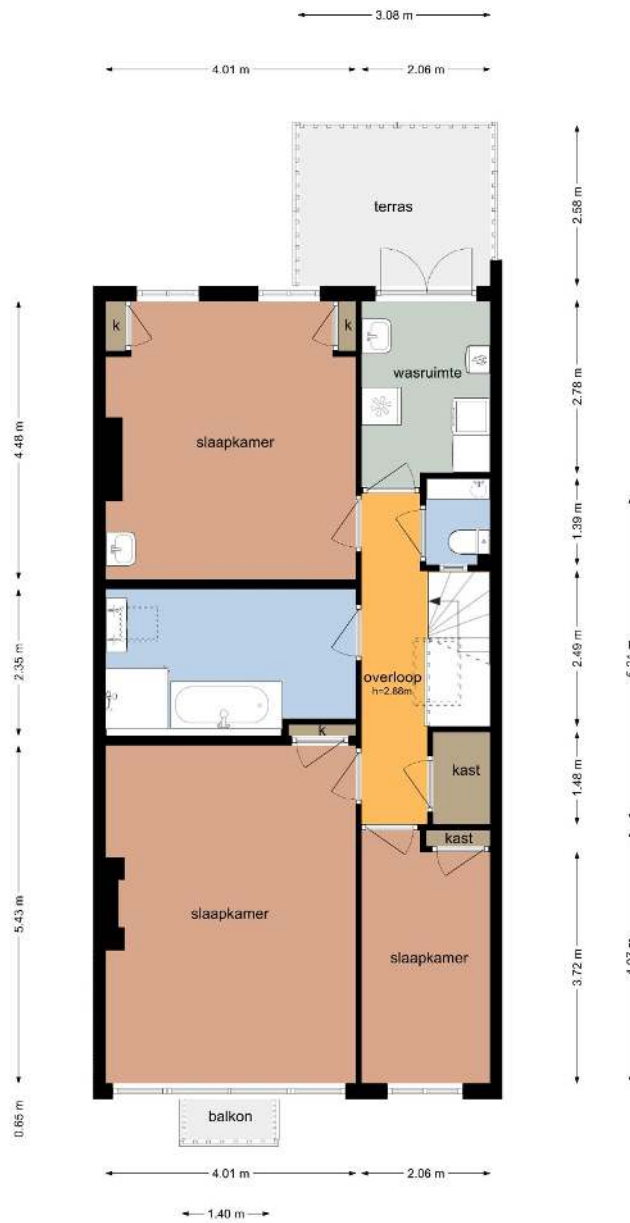 3.08 m
4.01 m
2.06 m
terras
2.68 m
k
k
wasruimte
2.78 m
4.48 m
slaapkamer
1.39 m
2.35 m
overloop
h=2.88m
2.49 m
k
kast
1.48 m
kast
5.43 m
slaapkamer
slaapkamer
3.72 m
0.65 m
balkon
4.01 m
2.06 m
1.40 m